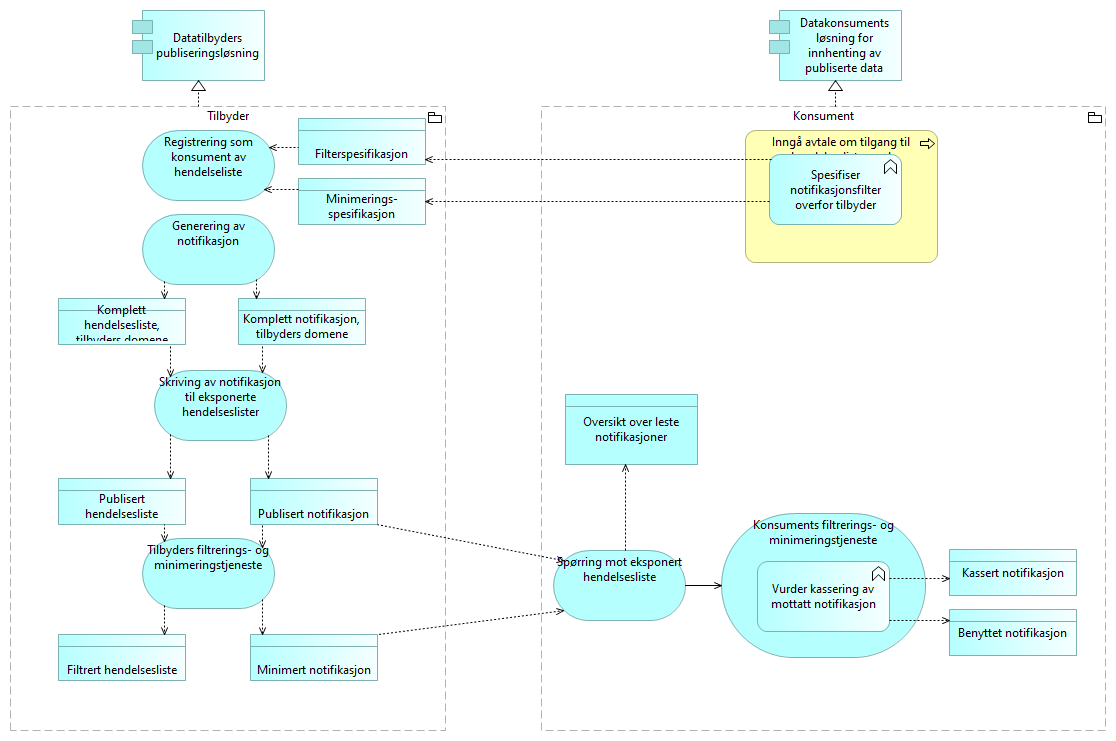 Datatilbyders
publiseringsløsning
Datakonsuments
løsning for
innhenting av
publiserte data
Tilbyder
Registrering som
konsument av
hendelseliste
Filterspesifikasjon
Minimerings-
spesifikasjon
Generering av
notifikasjon
Komplett
hendelsesliste,
tilbyders domene
Komplett notifikasjon,
tilbyders domene
Skriving av notifikasjon
til eksponerte
hendelseslister
Publisert
hendelsesliste
Publisert notifikasjon
Tilbyders filtrerings- og
minimeringstjeneste
Filtrert hendelsesliste
Minimert notifikasjon
Konsument
Inngå avtale om tilgang til
Spesifiser
notifikasjonsfilter
overfor tilbyder
Oversikt over leste
notifikasjoner
Spørring mot eksponert
hendelsesliste
Konsuments filtrerings- og
minimeringstjeneste
Vurder kassering av
mottatt notifikasjon
Kassert notifikasjon
Benyttet notifikasjon